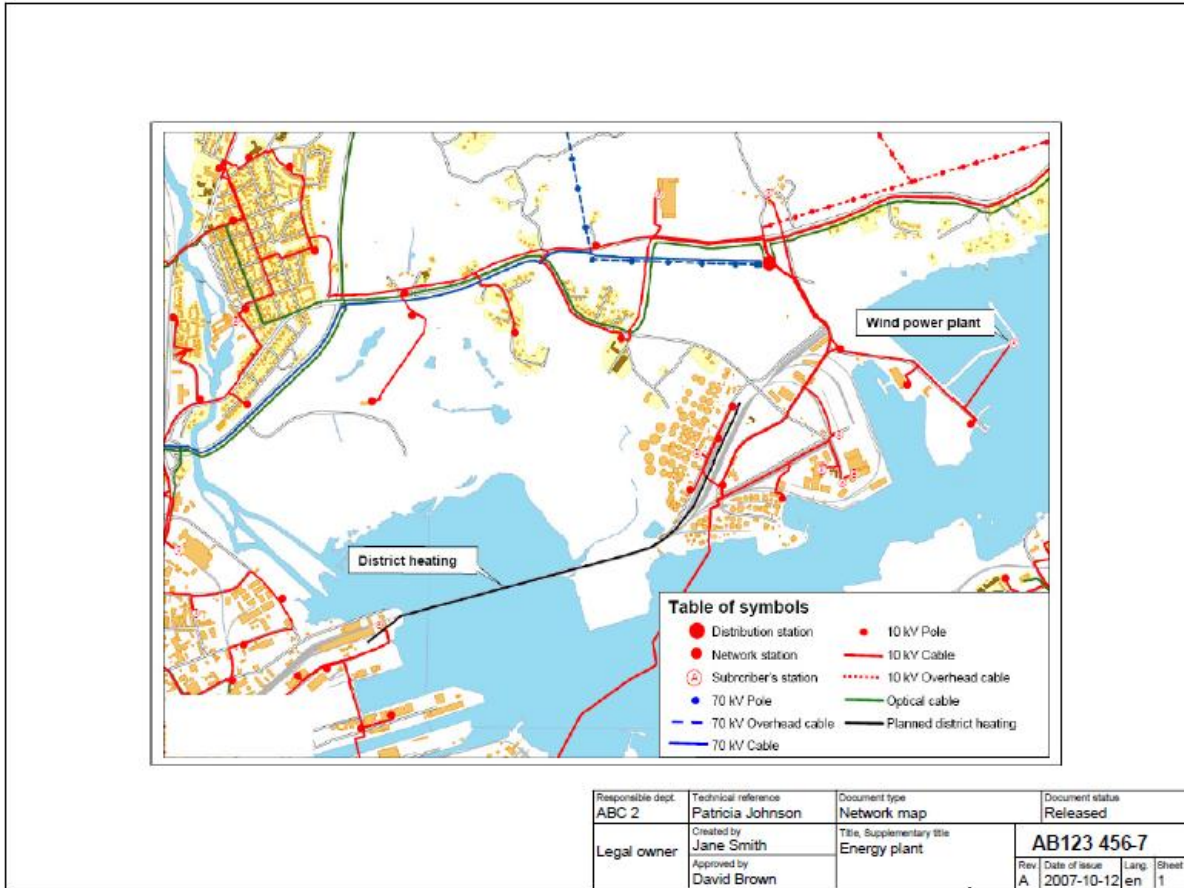 Wind power plant
District heating
Table of symbols
Distribution station
Network station
Subrcriber's station
70 kV Pole
70 kV Overhead cable
70 kV Cable
10 kV Pole
10 kV Cable
10 kV Overhead cable
Optical cable
Planned district heating
Responsible dept.
ABC 2
Technical reference
Patricia Johnson
Document type
Network map
Document status
Released
Legal owner
Created by
Jane Smith
Approved by
David Brown
Title, Supplementary title
Energy plant
AB123 456-7
Rev.
A
Date of issue
2007-10-12
Lang.
en
Sheet
1